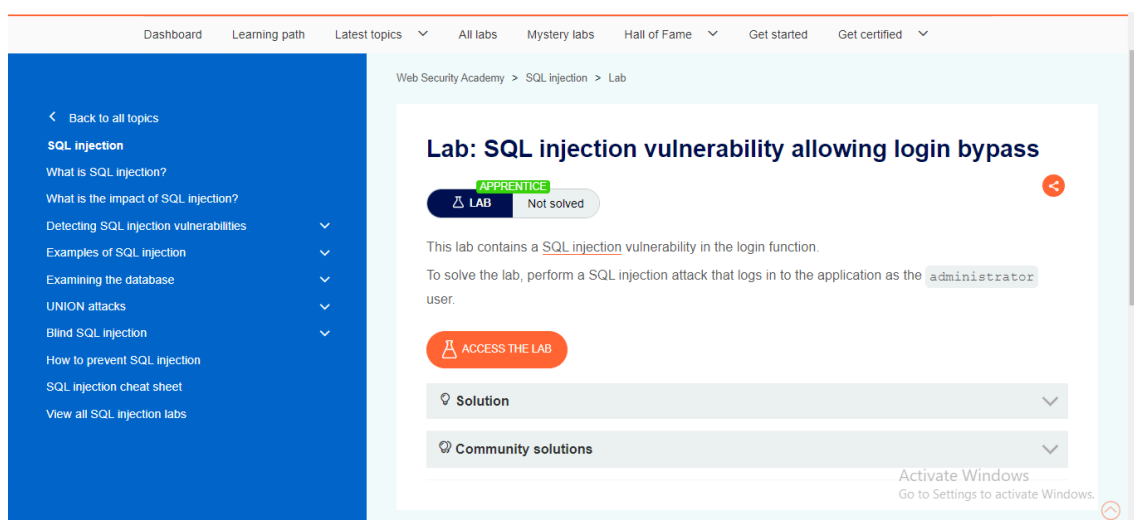 Dashboard Learning path Latest topics All labs Mystery labs Hall of Fame Get started Get certified
Web Security Academy > SQL injection > Lab
Back to all topics
SQL injection
What is SQL injection?
What is the impact of SQL injection?
Detecting SQL injection vulnerabilities
Examples of SQL injection
Examining the database
UNION attacks
Blind SQL injection
How to prevent SQL injection
SQL injection cheat sheet
View all SQL injection labs
Lab: SQL injection vulnerability allowing login bypass
APPRENTICE
LAB Not solved
This lab contains a SQL injection vulnerability in the login function.
To solve the lab, perform a SQL injection attack that logs in to the application as the administrator
user.
ACCESS THE LAB
Solution
Community solutions
Activate Windows
Go to Settings to activate Windows.